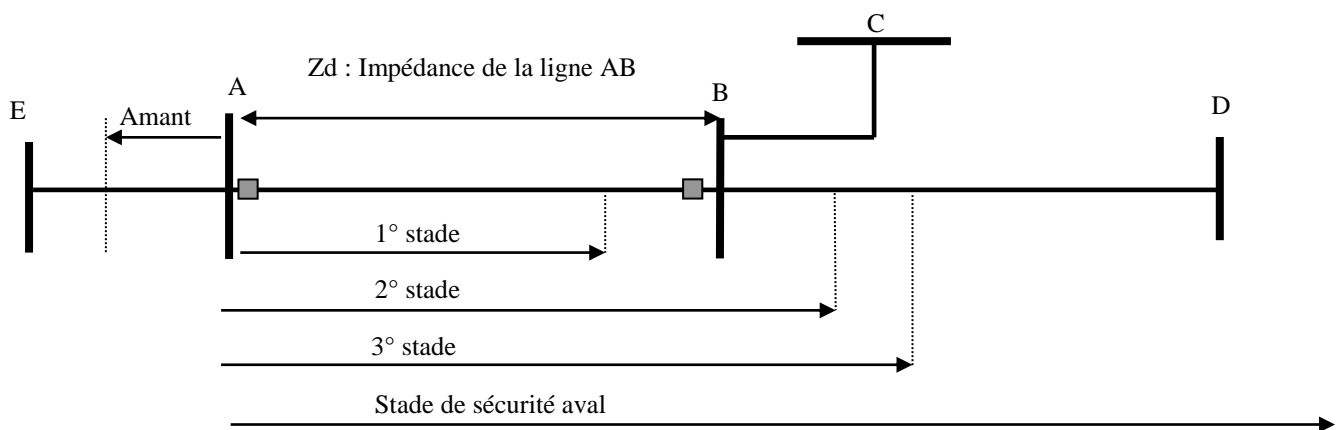 C
Zd : Impédance de la ligne AB
A
B
E
Amant
D
1° stade
2° stade
3° stade
Stade de sécurité aval